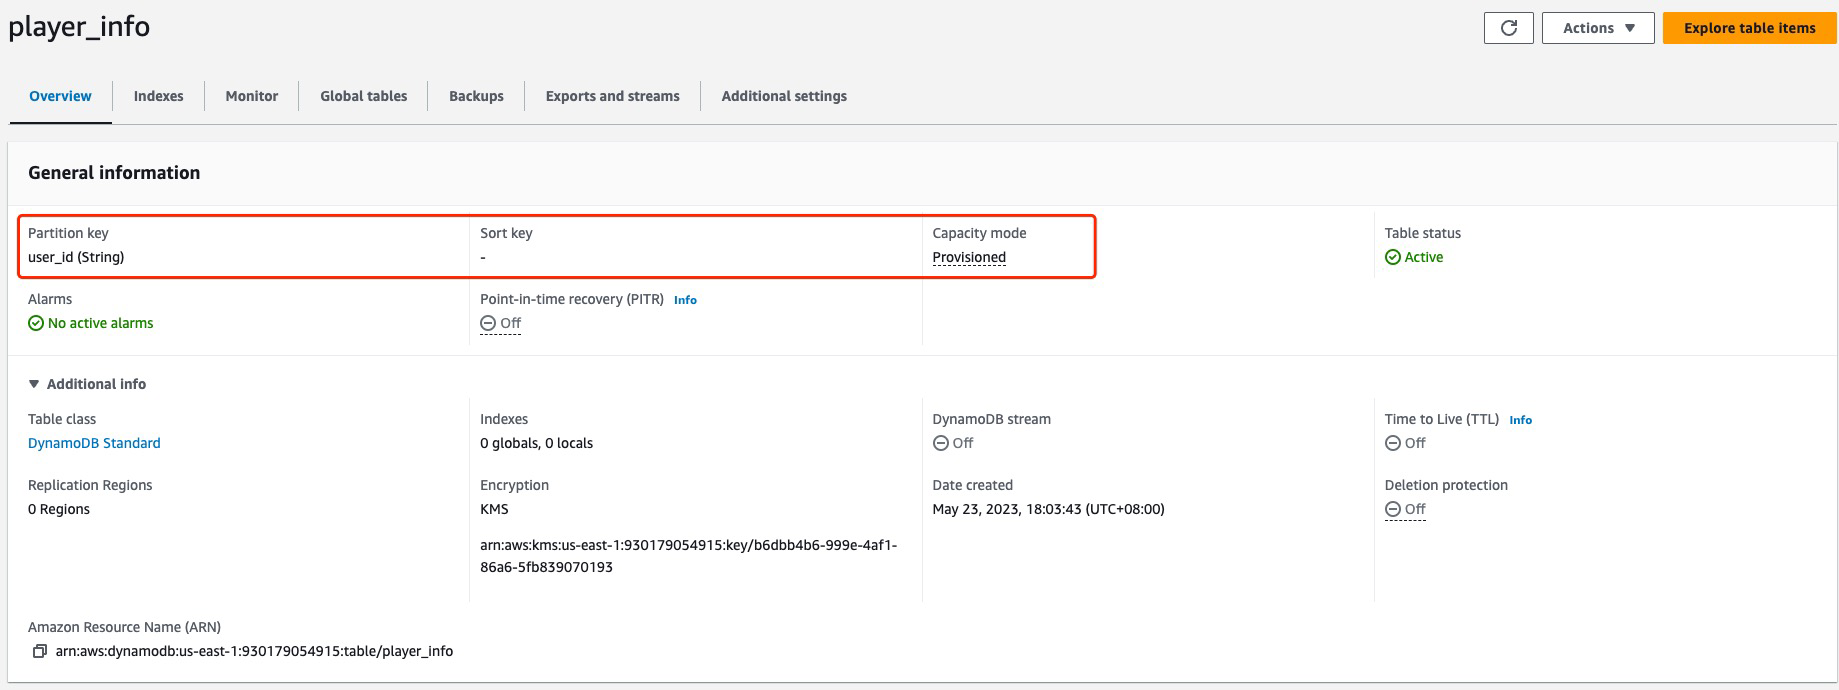 player_info
Actions
Explore table items
Overview
Indexes
Monitor
Global tables
Backups
Exports and streams
Additional settings
General information
Partition key
user_id (String)
Sort key
-
Capacity mode
Provisioned
Table status
Active
Alarms
No active alarms
Point-in-time recovery (PITR) Info
Off
Additional info
Table class
DynamoDB Standard
Indexes
0 globals, 0 locals
DynamoDB stream
Off
Time to Live (TTL) Info
Off
Replication Regions
0 Regions
Encryption
KMS
arn:aws:kms:us-east-1:930179054915:key/b6dbb4b6-999e-4af1-
86a6-5fb839070193
Date created
May 23, 2023, 18:03:43 (UTC+08:00)
Deletion protection
Off
Amazon Resource Name (ARN)
arn:aws:dynamodb:us-east-1:930179054915:table/player_info